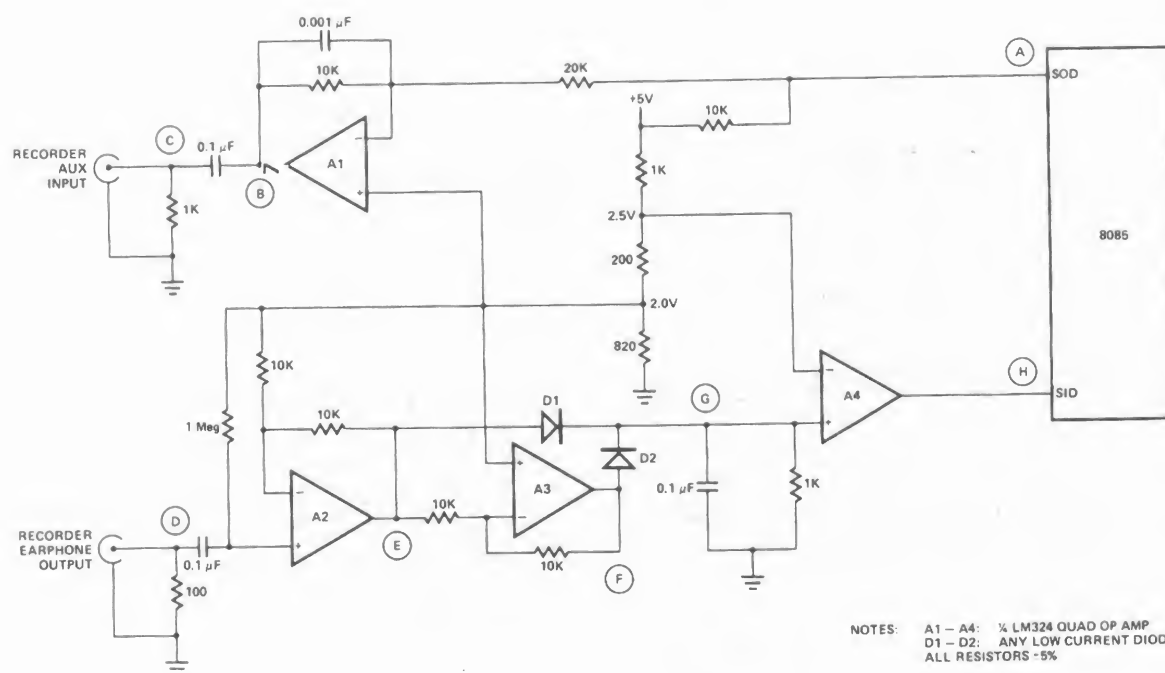 0.001 µF
10K
20K
A
SOD
+5V
10K
C
0.1 µF
RECORDER
AUX
INPUT
B
A1
-
+
1K
1K
2.5V
8085
200
2.0V
10K
820
H
SID
A4
-
+
G
D1
10K
1 Meg
D2
A3
+
-
0.1 µF
1K
A2
-
+
10K
RECORDER
EARPHONE
OUTPUT
D
0.1 µF
E
10K
F
100
NOTES: A1 – A4: ¼ LM324 QUAD OP AMP
D1 – D2: ANY LOW CURRENT DIOD
ALL RESISTORS -5%